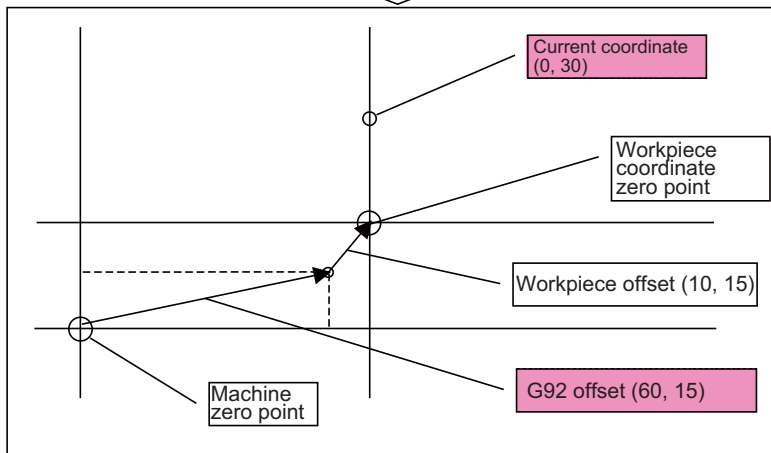 Current coordinate
(0, 30)
Workpiece
coordinate
zero point
Workpiece offset (10, 15)
Machine
zero point
G92 offset (60, 15)